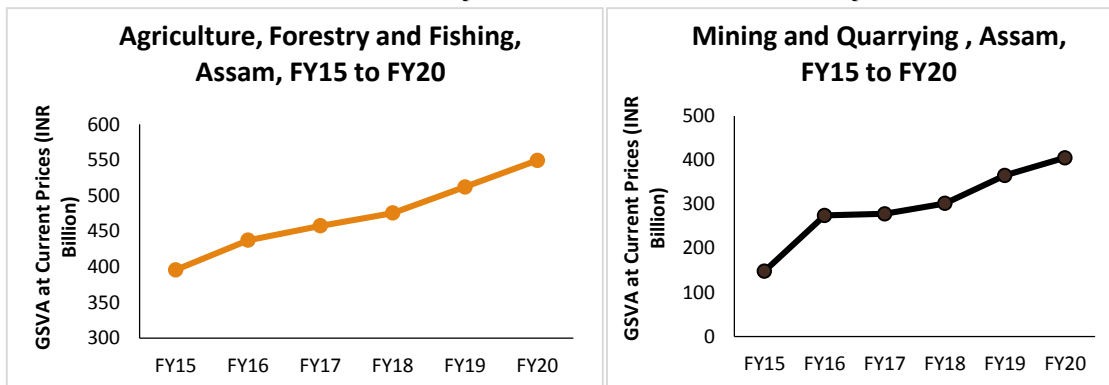 Agriculture, Forestry and Fishing,
Assam, FY15 to FY20
GSVA at Current Prices (INR
Billion)
600
550
500
450
400
350
300
FY15 FY16 FY17 FY18 FY19 FY20
Mining and Quarrying , Assam,
FY15 to FY20
GSVA at Current Prices (INR
Billion)
500
400
300
200
100
0
FY15 FY16 FY17 FY18 FY19 FY20